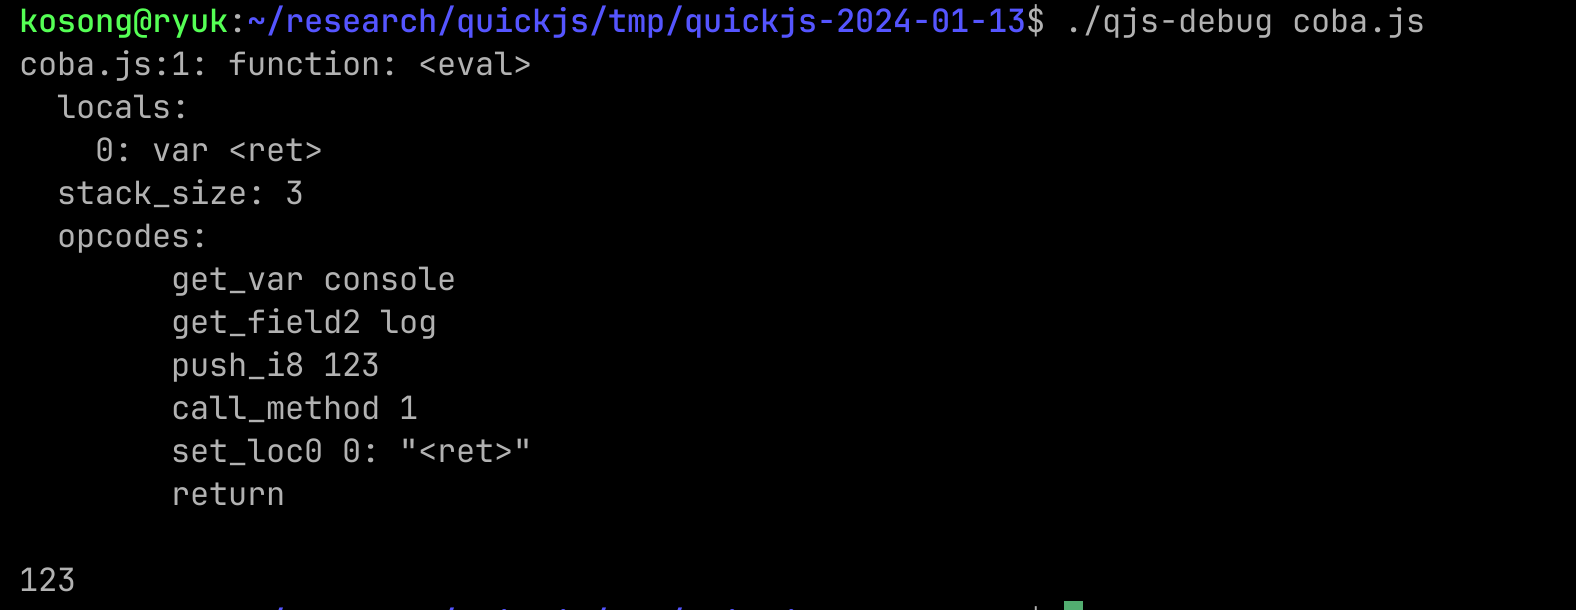 kosong@ryuk:~/research/quickjs/tmp/quickjs-2024-01-13$ ./qjs-debug coba.js
coba.js:1: function: <eval>
  locals:
    0: var <ret>
  stack_size: 3
  opcodes:
        get_var console
        get_field2 log
        push_i8 123
        call_method 1
        set_loc0 0: "<ret>"
        return

123